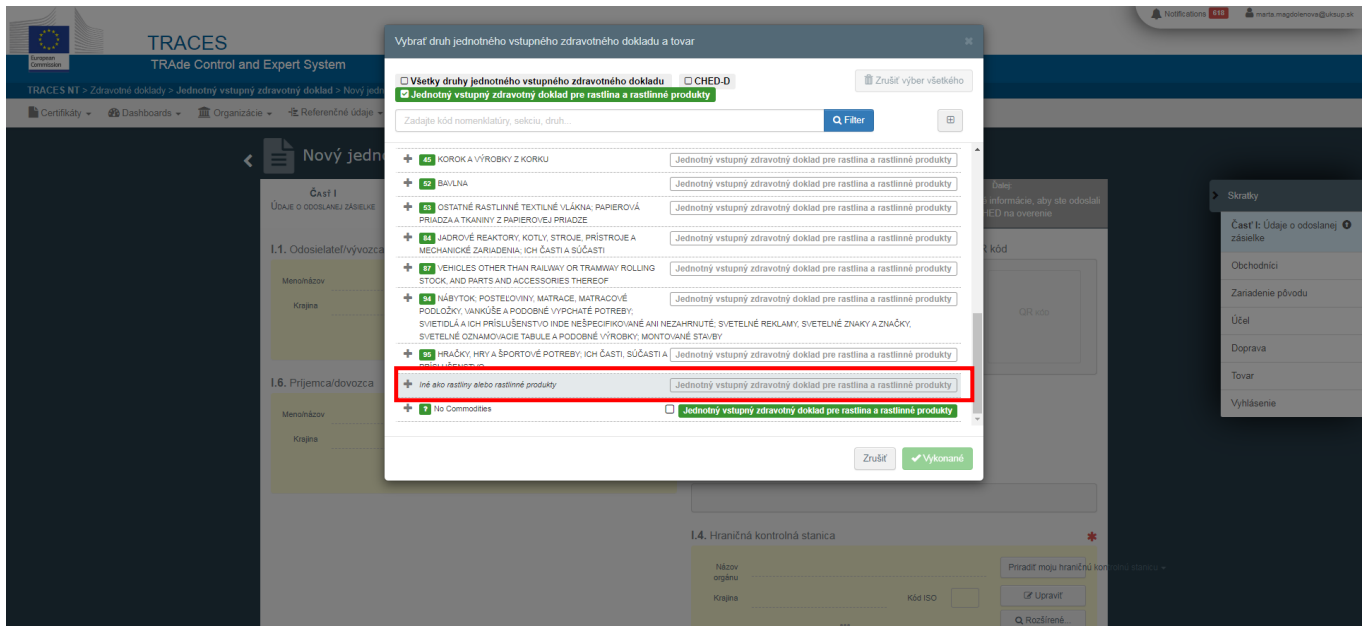 Notifications 618 marta.magdolenova@uksup.sk
European
Commission
TRACES
TRAde Control and Expert System
TRACES NT > Zdravotné doklady > Jednotný vstupný zdravotný doklad > Nový jedn
Certifikáty Dashboards Organizácie Referenčné údaje
Nový jedno
ČASŤ I
ÚDAJE O ODOSLANEJ ZÁSIELKE
Ďalej
informácie, aby ste odoslali
HED na overenie
I.1. Odosielateľ/vývozca
Meno/názov
Krajina
I.6. Príjemca/dovozca
Meno/názov
Krajina
Vybrať druh jednotného vstupného zdravotného dokladu a tovar
Všetky druhy jednotného vstupného zdravotného dokladu CHED-D
Zrušiť výber všetkého
Jednotný vstupný zdravotný doklad pre rastlina a rastlinné produkty
Zadajte kód nomenklatúry, sekciu, druh... Filter
45 KOROK A VÝROBKY Z KORKU Jednotný vstupný zdravotný doklad pre rastlina a rastlinné produkty
52 BAVLNA Jednotný vstupný zdravotný doklad pre rastlina a rastlinné produkty
53 OSTATNÉ RASTLINNÉ TEXTILNÉ VLÁKNA; PAPIEROVÁ Jednotný vstupný zdravotný doklad pre rastlina a rastlinné produkty
PRIADZA A TKANINY Z PAPIEROVEJ PRIADZE
84 JADROVÉ REAKTORY, KOTLY, STROJE, PRÍSTROJE A Jednotný vstupný zdravotný doklad pre rastlina a rastlinné produkty
MECHANICKÉ ZARIADENIA; ICH ČASTI A SÚČASTI
87 VEHICLES OTHER THAN RAILWAY OR TRAMWAY ROLLING Jednotný vstupný zdravotný doklad pre rastlina a rastlinné produkty
STOCK, AND PARTS AND ACCESSORIES THEREOF
94 NÁBYTOK; POSTEĽOVINY, MATRACE, MATRACOVÉ Jednotný vstupný zdravotný doklad pre rastlina a rastlinné produkty
PODLOŽKY, VANKÚŠE A PODOBNÉ VYPCHATÉ POTREBY;
SVIETIDLÁ A ICH PRÍSLUŠENSTVO INDE NEŠPECIFIKOVANÉ ANI NEZAHRNUTÉ; SVETELNÉ REKLAMY, SVETELNÉ ZNAKY A ZNAČKY,
SVETELNÉ OZNAMOVACIE TABULE A PODOBNÉ VÝROBKY; MONTOVANÉ STAVBY
95 HRAČKY, HRY A ŠPORTOVÉ POTREBY; ICH ČASTI, SÚČASTI A Jednotný vstupný zdravotný doklad pre rastlina a rastlinné produkty
PRÍSLUŠENSTVO
Iné ako rastliny alebo rastlinné produkty Jednotný vstupný zdravotný doklad pre rastlina a rastlinné produkty
? No Commodities Jednotný vstupný zdravotný doklad pre rastlina a rastlinné produkty
Zrušiť Vykonané
kód
QR kód
I.4. Hraničná kontrolná stanica
Názov
orgánu
Priradiť moju hraničnú kontrolnú stanicu
Krajina Kód ISO Upraviť
Rozšírené...
Skratky
Časť I: Údaje o odoslanej
zásielke
Obchodníci
Zariadenie pôvodu
Účel
Doprava
Tovar
Vyhlásenie